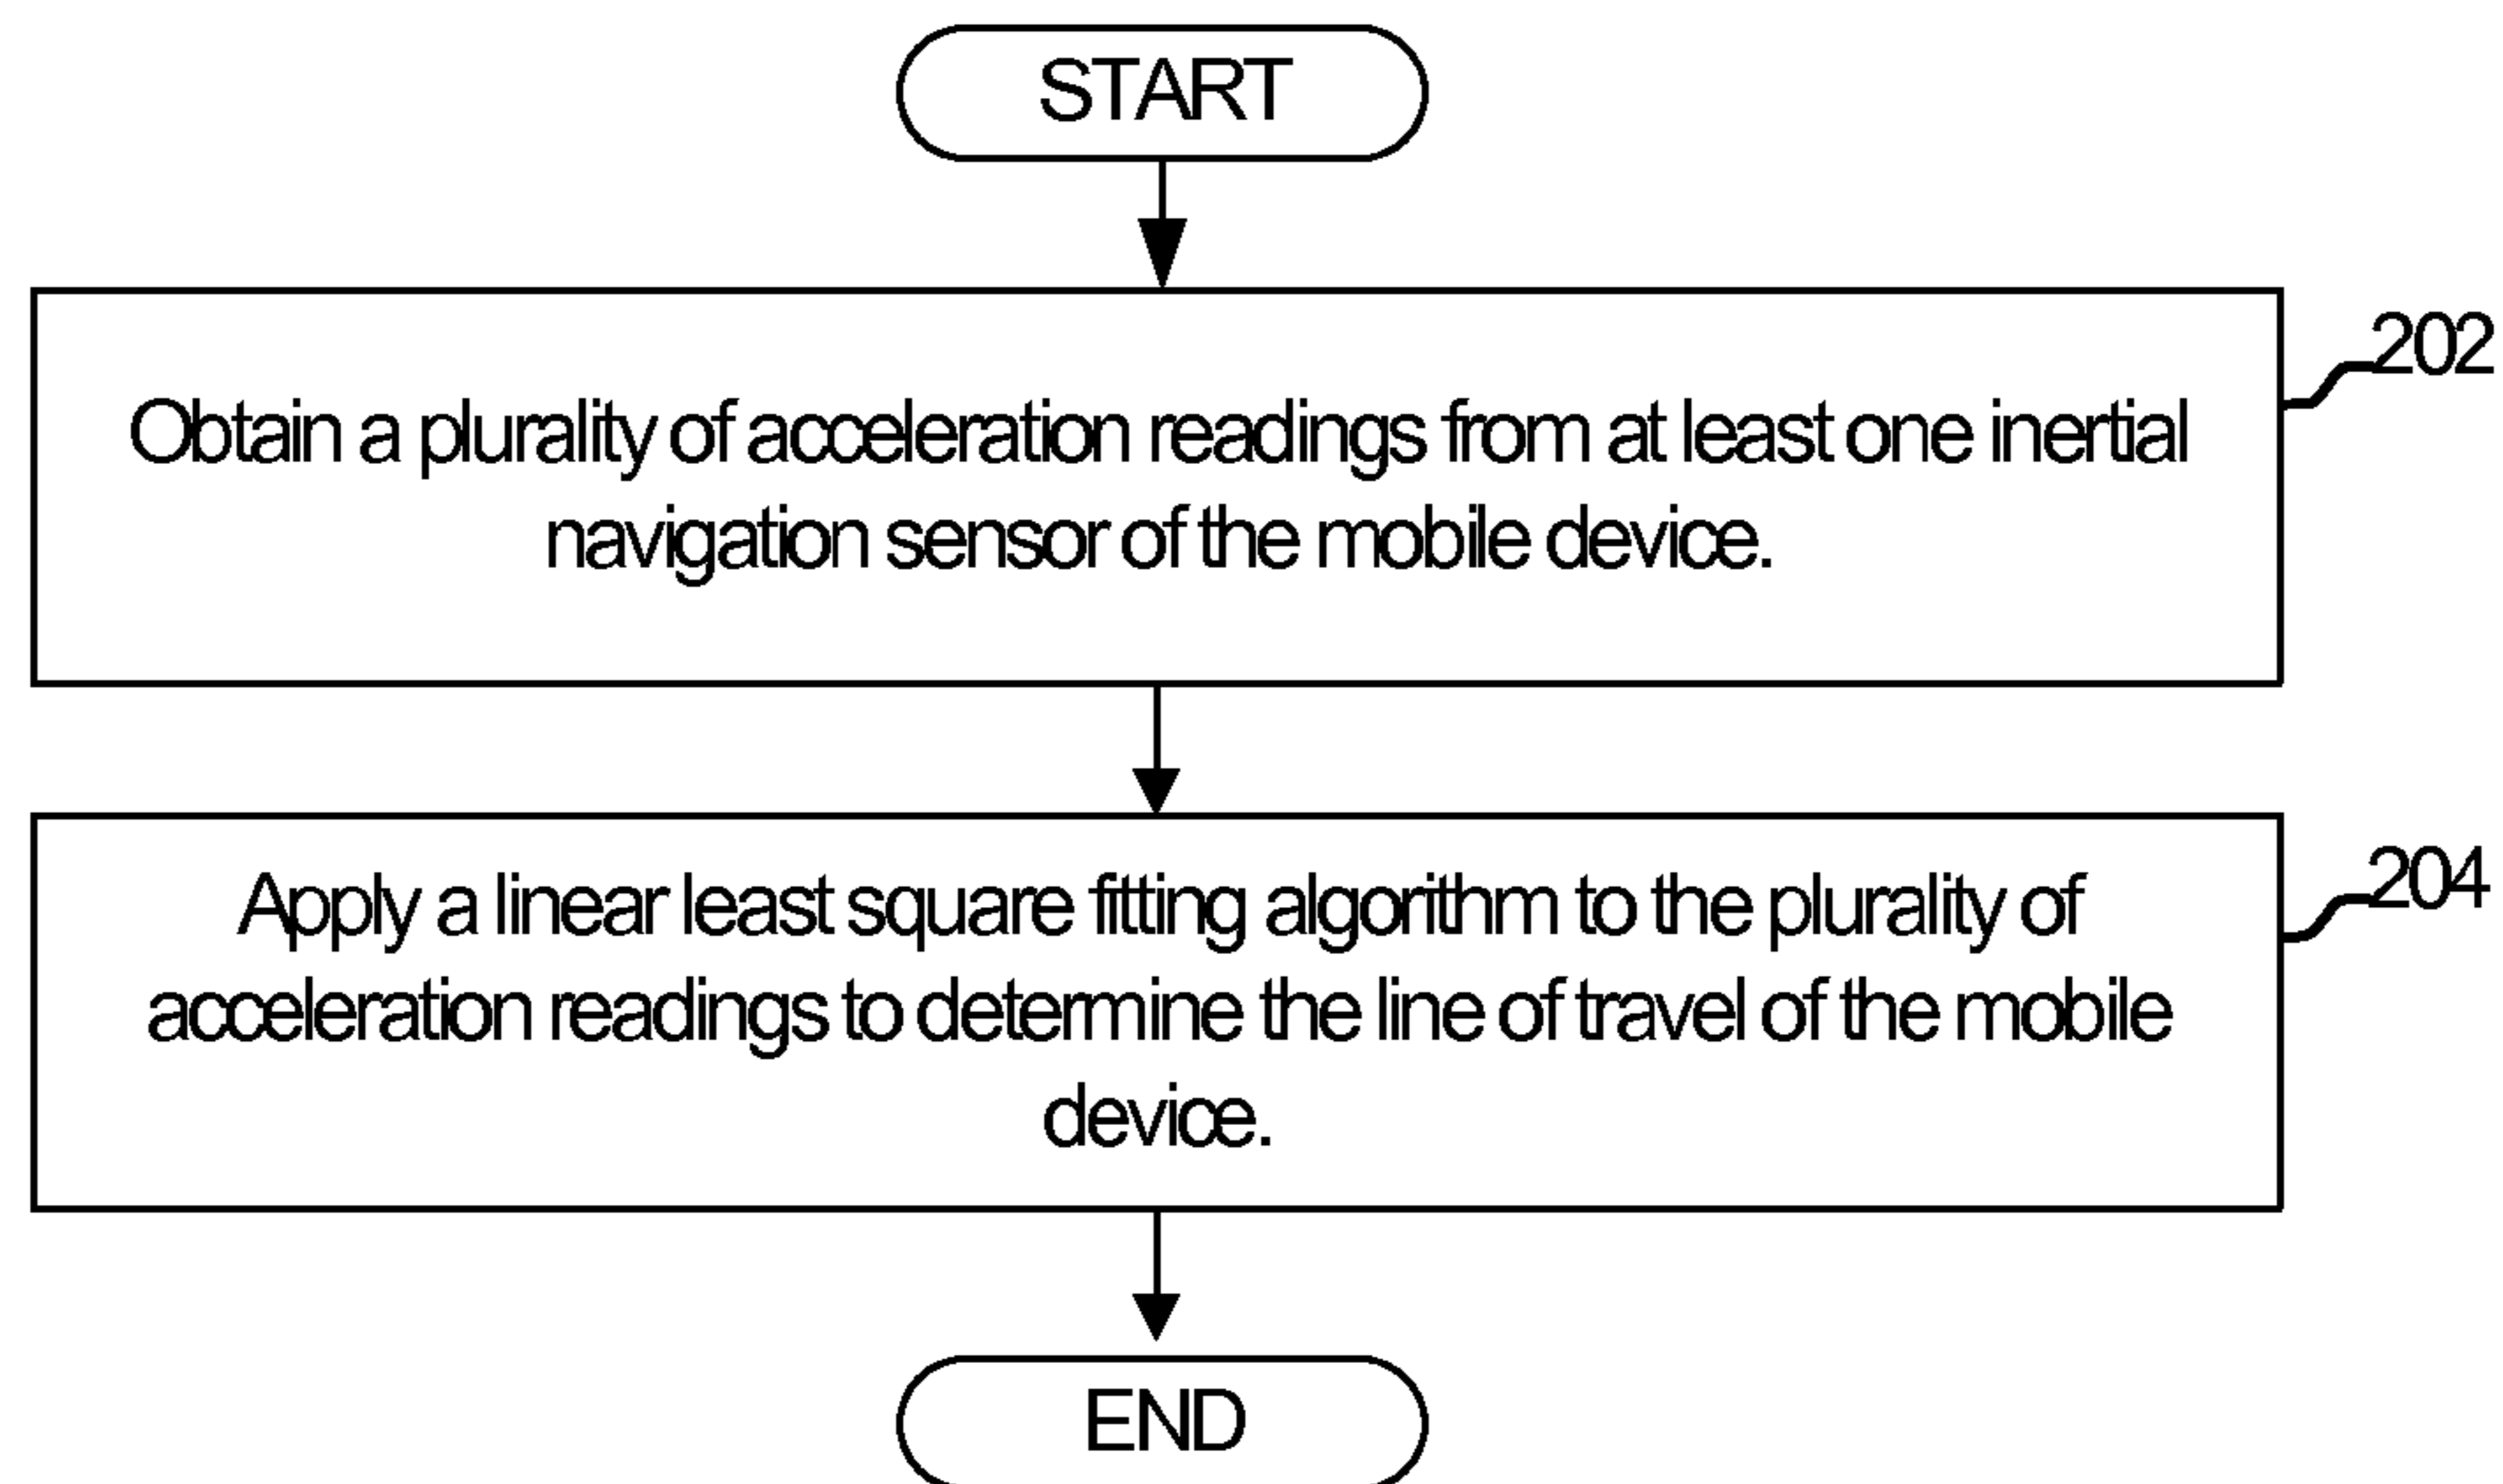 START
202
Obtain a plurality of acceleration readings from at least one inertial
navigation sensor of the mobile device.
204
Apply a linear least square fitting algorithm to the plurality of
acceleration readings to determine the line of travel of the mobile
device.
END